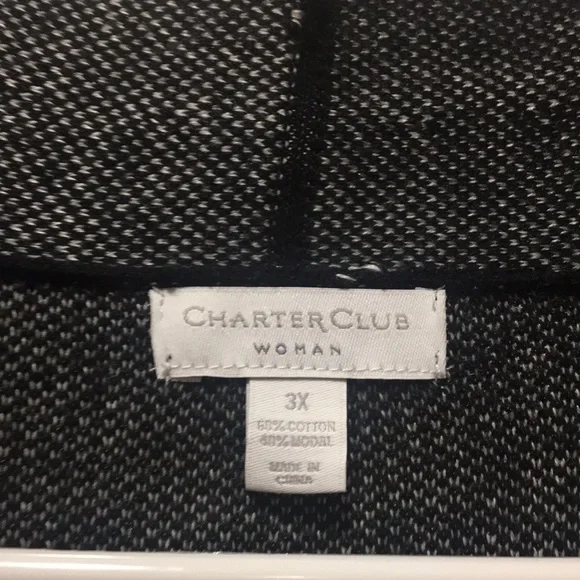 CHARTER CLUB
WOMAN
3X
60% COTTON
40% MODAL
MADE IN
CHINA